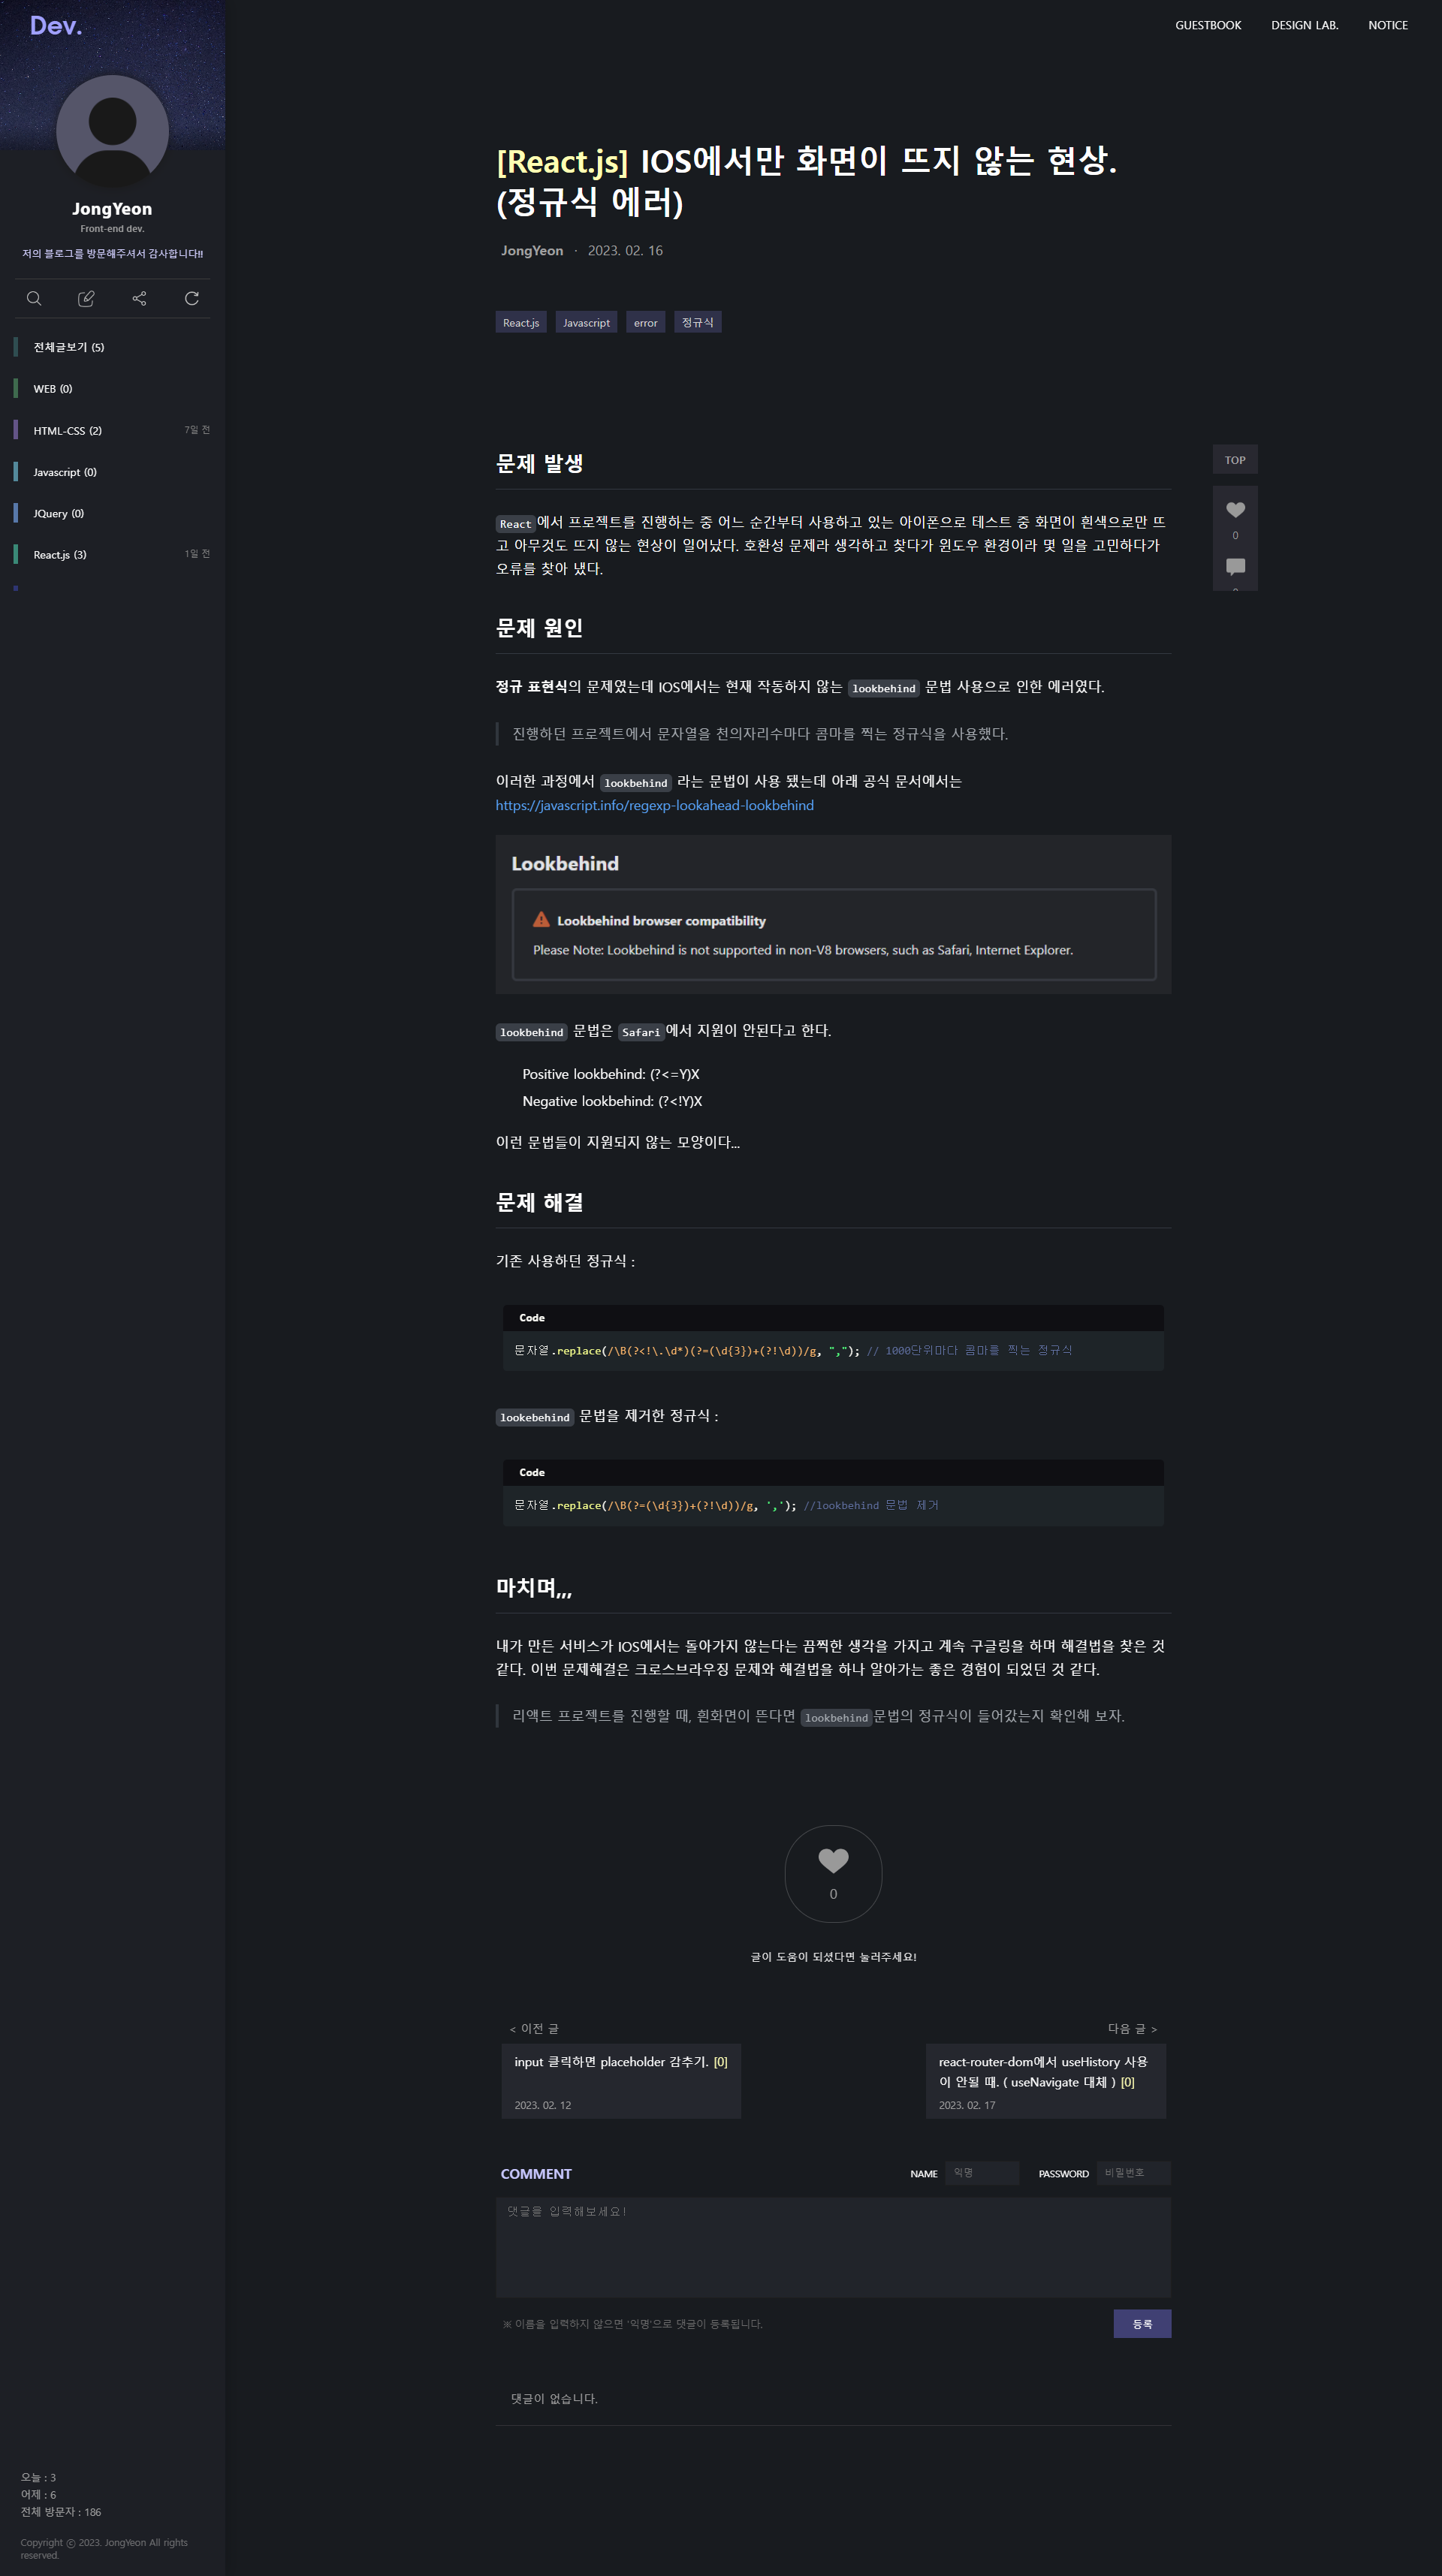 Dev.
GUESTBOOK
DESIGN LAB.
NOTICE
JongYeon
Front-end dev.
저의 블로그를 방문해주셔서 감사합니다!!
전체글보기 (5)
WEB (0)
HTML-CSS (2)
7일 전
Javascript (0)
JQuery (0)
React.js (3)
1일 전
[React.js] IOS에서만 화면이 뜨지 않는 현상.
(정규식 에러)
JongYeon · 2023. 02. 16
React.js
Javascript
error
정규식
TOP
0
문제 발생
React에서 프로젝트를 진행하는 중 어느 순간부터 사용하고 있는 아이폰으로 테스트 중 화면이 흰색으로만 뜨
고 아무것도 뜨지 않는 현상이 일어났다. 호환성 문제라 생각하고 찾다가 윈도우 환경이라 몇 일을 고민하다가
오류를 찾아 냈다.
문제 원인
정규 표현식의 문제였는데 IOS에서는 현재 작동하지 않는 lookbehind 문법 사용으로 인한 에러였다.
진행하던 프로젝트에서 문자열을 천의자리수마다 콤마를 찍는 정규식을 사용했다.
이러한 과정에서 lookbehind 라는 문법이 사용 됐는데 아래 공식 문서에서는
https://javascript.info/regexp-lookahead-lookbehind
Lookbehind
Lookbehind browser compatibility
Please Note: Lookbehind is not supported in non-V8 browsers, such as Safari, Internet Explorer.
lookbehind 문법은 Safari에서 지원이 안된다고 한다.
Positive lookbehind: (?<=Y)X
Negative lookbehind: (?<!Y)X
이런 문법들이 지원되지 않는 모양이다...
문제 해결
기존 사용하던 정규식 :
Code
문자열.replace(/\B(?<!\.\d*)(?=(\d{3})+(?!\d))/g, ","); // 1000단위마다 콤마를 찍는 정규식
lookebehind 문법을 제거한 정규식 :
Code
문자열.replace(/\B(?=(\d{3})+(?!\d))/g, ','); //lookbehind 문법 제거
마치며,,,
내가 만든 서비스가 IOS에서는 돌아가지 않는다는 끔찍한 생각을 가지고 계속 구글링을 하며 해결법을 찾은 것
같다. 이번 문제해결은 크로스브라우징 문제와 해결법을 하나 알아가는 좋은 경험이 되었던 것 같다.
리액트 프로젝트를 진행할 때, 흰화면이 뜬다면 lookbehind문법의 정규식이 들어갔는지 확인해 보자.
0
글이 도움이 되셨다면 눌러주세요!
< 이전 글
다음 글 >
input 클릭하면 placeholder 감추기. [0]
2023. 02. 12
react-router-dom에서 useHistory 사용
이 안될 때. ( useNavigate 대체 ) [0]
2023. 02. 17
COMMENT
NAME
익명
PASSWORD
비밀번호
댓글을 입력해보세요!
※ 이름을 입력하지 않으면 '익명'으로 댓글이 등록됩니다.
등록
댓글이 없습니다.
오늘 : 3
어제 : 6
전체 방문자 : 186
Copyright ⓒ 2023. JongYeon All rights
reserved.